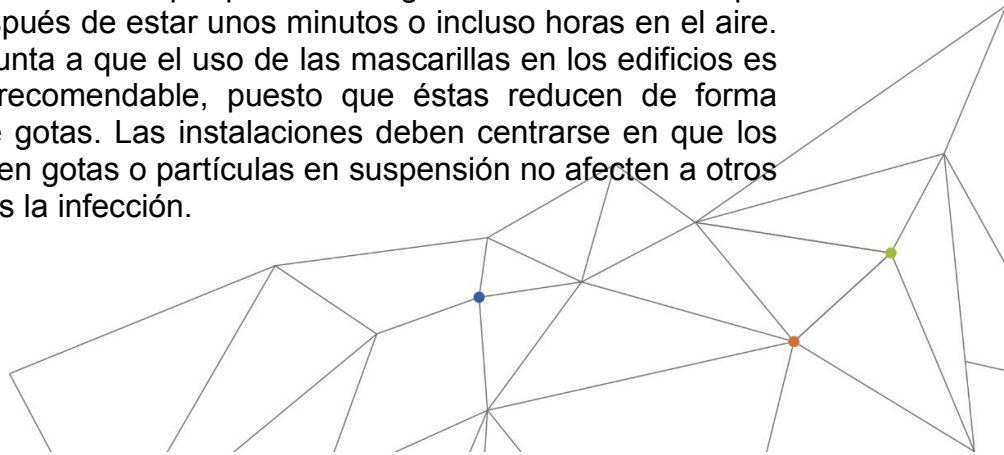 spués de estar unos minutos o incluso horas en el aire.
unta a que el uso de las mascarillas en los edificios es
recomendable, puesto que éstas reducen de forma
gotas. Las instalaciones deben centrarse en que los
en gotas o partículas en suspensión no afecten a otros
s la infección.